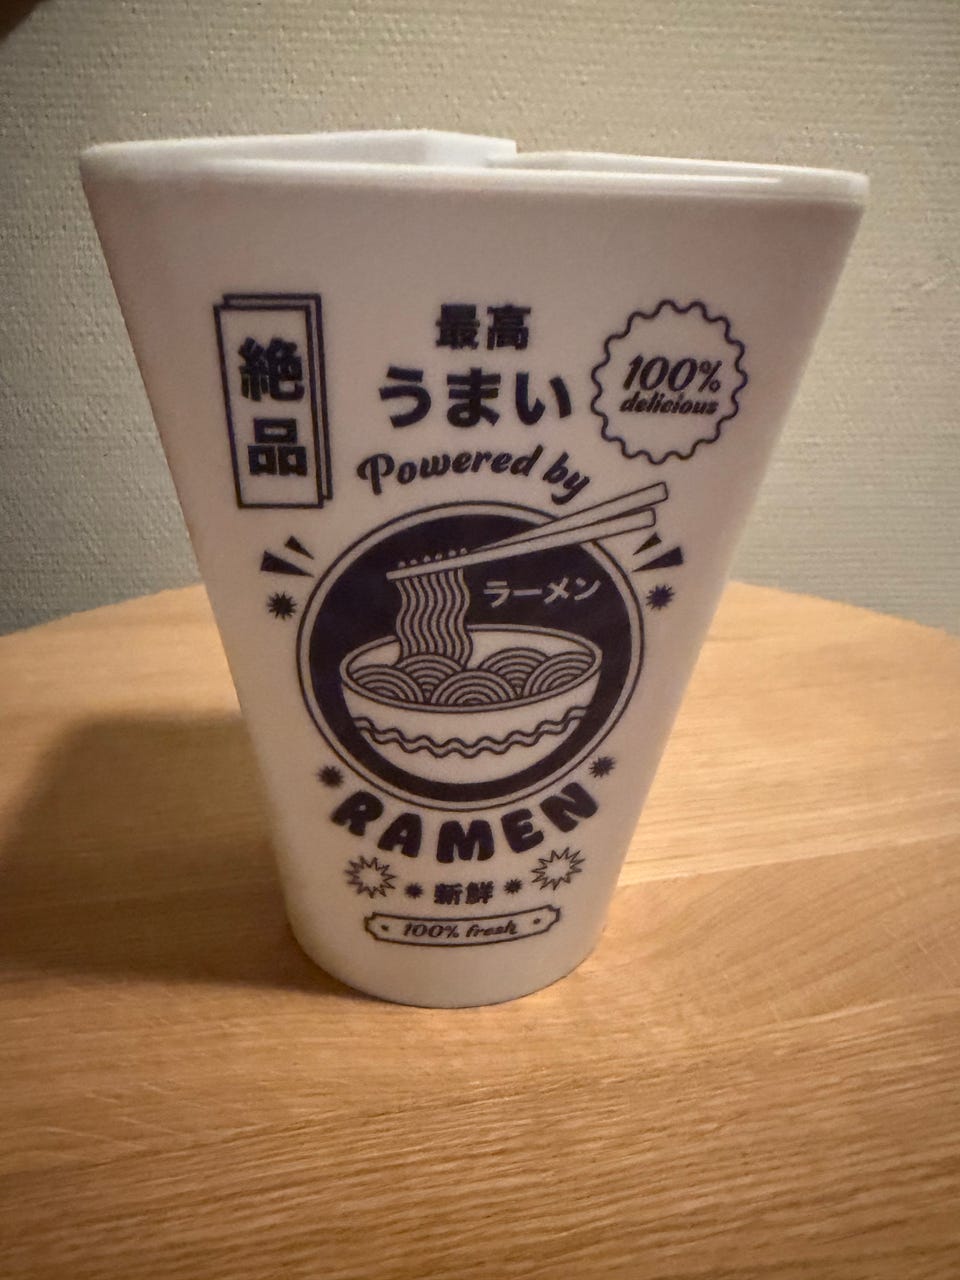 絶品
最高
うまい
100%
delicious
Powered by
ラーメン
RAMEN
新鮮
100% fresh